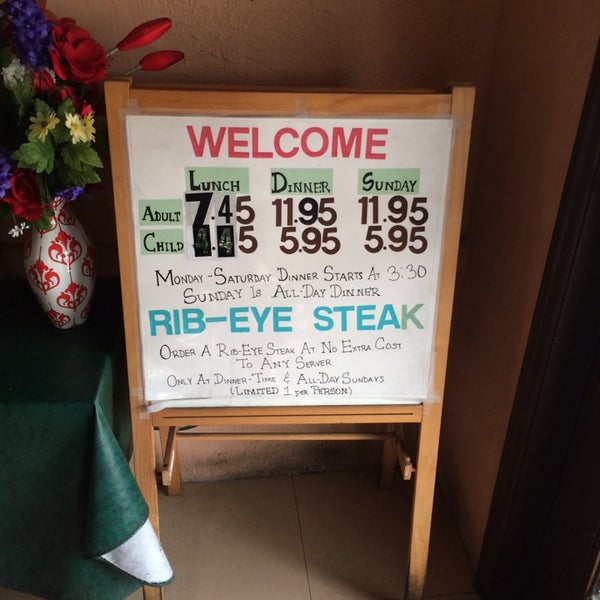 WELCOME
LUNCH DINNER SUNDAY
ADULT 7.45 11.95 11.95
CHILD 4.45 5.95 5.95
MONDAY-SATURDAY DINNER STARTS AT 3:30
SUNDAY IS ALL-DAY DINNER
RIB-EYE STEAK
ORDER A RIB-EYE STEAK AT NO EXTRA COST
TO ANY SERVER
ONLY AT DINNER-TIME & ALL-DAY SUNDAYS
(LIMITED 1 PER PERSON)